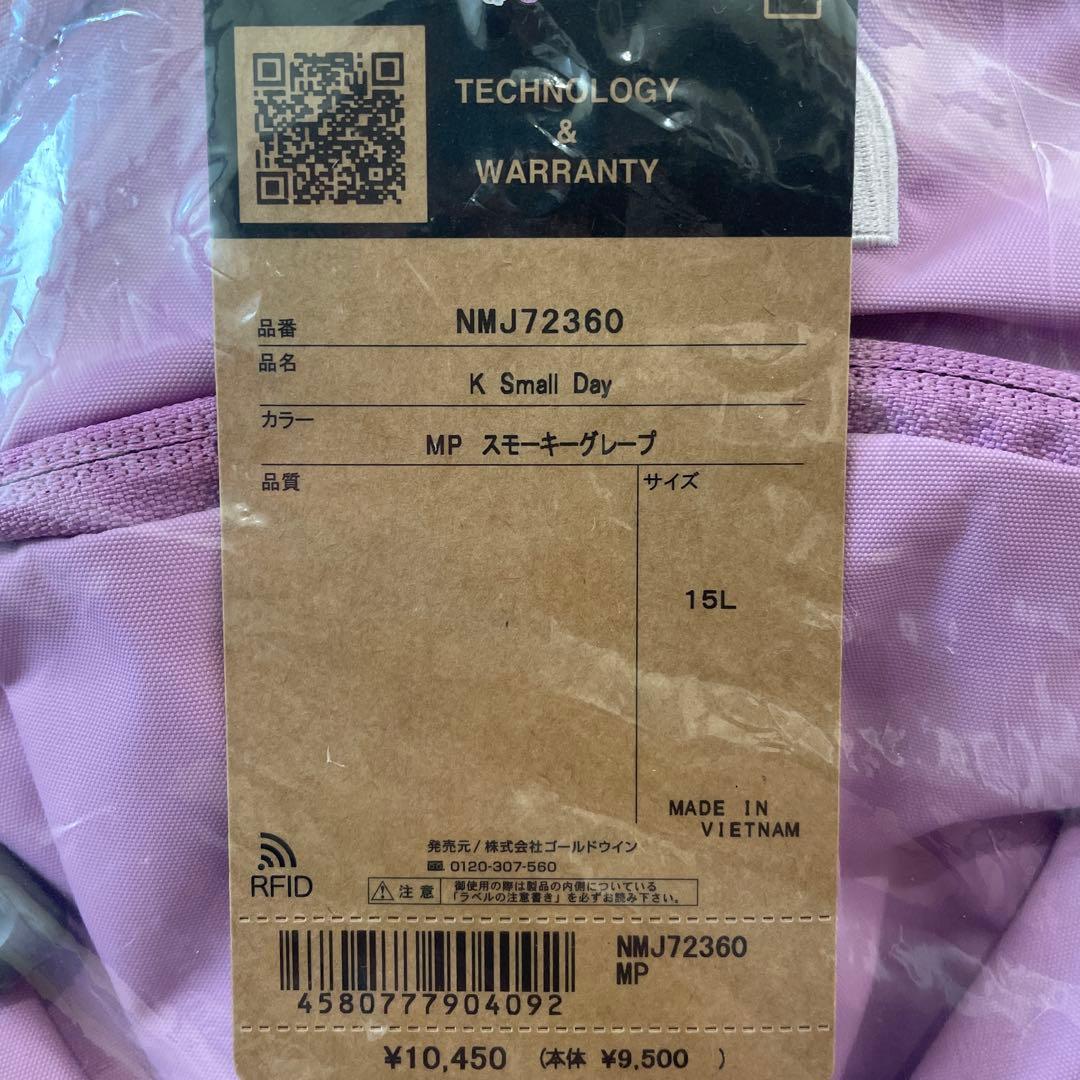 TECHNOLOGY
&
WARRANTY
品番 NMJ72360
品名
K Small Day
カラー
MP スモーキーグレープ
品質
サイズ
15L
MADE IN
VIETNAM
RFID
発売元/株式会社ゴールドウイン
0120-307-560
注意
御使用の際は製品の内側についている
「ラベルの注意書き」を必ずお読み下さい。
NMJ72360
MP
4580777904092
¥10,450 (本体 ¥9,500 )